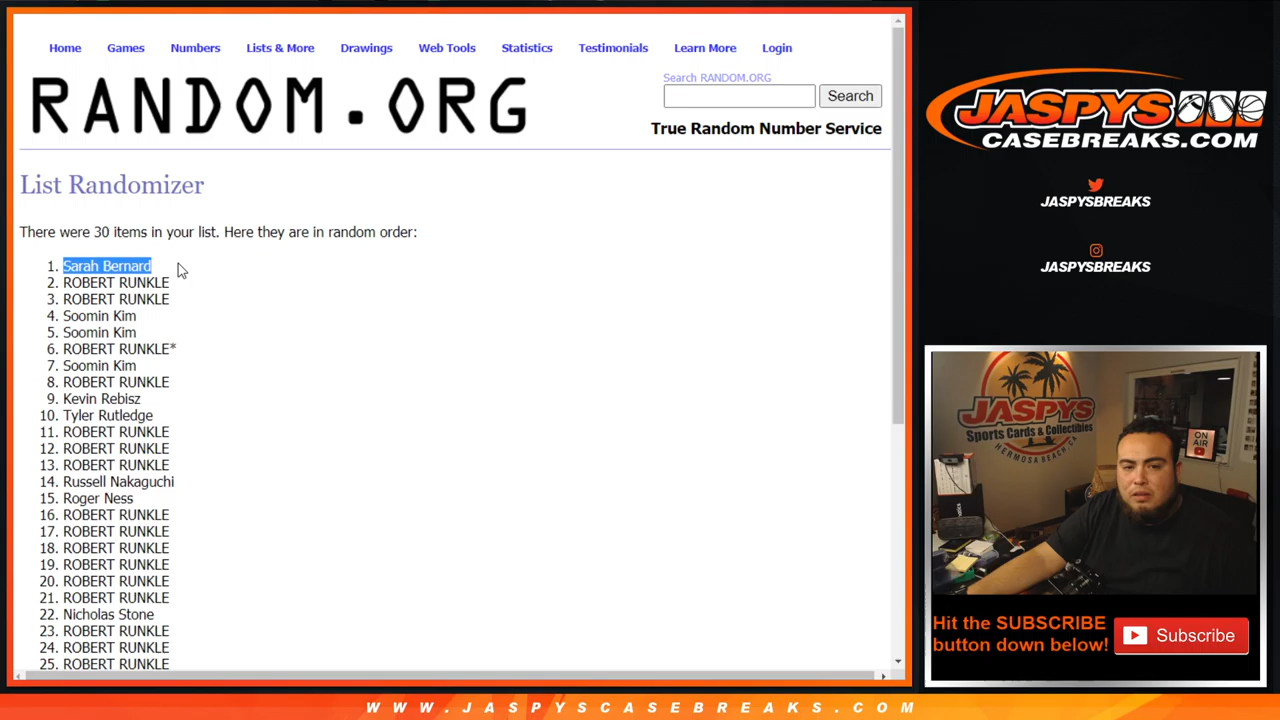 Home Games Numbers Lists & More Drawings Web Tools Statistics Testimonials Learn More Login
RANDOM.ORG
Search RANDOM.ORG
Search
True Random Number Service
List Randomizer
There were 30 items in your list. Here they are in random order:
1. Sarah Bernard
2. ROBERT RUNKLE
3. ROBERT RUNKLE
4. Soomin Kim
5. Soomin Kim
6. ROBERT RUNKLE*
7. Soomin Kim
8. ROBERT RUNKLE
9. Kevin Rebisz
10. Tyler Rutledge
11. ROBERT RUNKLE
12. ROBERT RUNKLE
13. ROBERT RUNKLE
14. Russell Nakaguchi
15. Roger Ness
16. ROBERT RUNKLE
17. ROBERT RUNKLE
18. ROBERT RUNKLE
19. ROBERT RUNKLE
20. ROBERT RUNKLE
21. ROBERT RUNKLE
22. Nicholas Stone
23. ROBERT RUNKLE
24. ROBERT RUNKLE
25. ROBERT RUNKLE
JASPYS
CASEBREAKS.COM
JASPYSBREAKS
JASPYSBREAKS
JASPYS
Sports Cards & Collectibles
HERMOSA BEACH, CA
ON
AIR
Hit the SUBSCRIBE
button down below!
Subscribe
WWW.JASPYSCASEBREAKS.COM